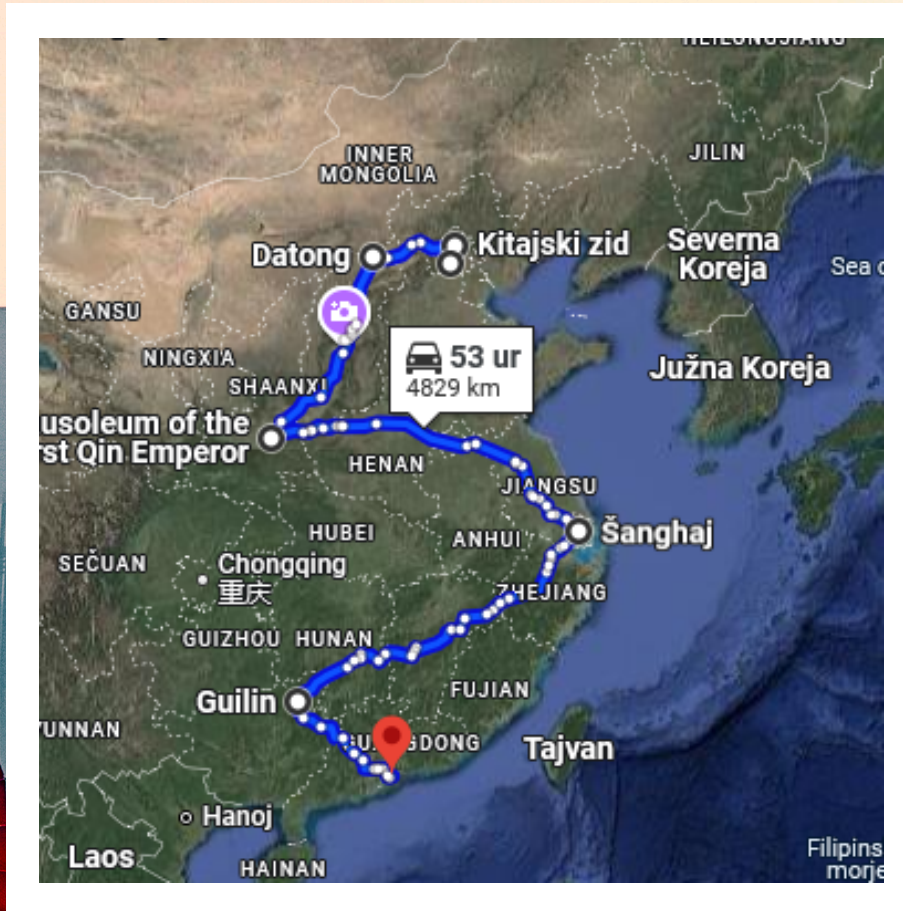 HEILONGJIANG
INNER
MONGOLIA
JILIN
Datong
Kitajski zid
Severna
Koreja
Sea
GANSU
NINGXIA
53 ur
4829 km
Južna Koreja
SHAANXI
usoleum of the
rst Qin Emperor
HENAN
JIANGSU
HUBEI
ANHUI
Šanghaj
SEČUAN
Chongqing
重庆
ZHEJIANG
GUIZHOU
HUNAN
Guilin
FUJIAN
YUNNAN
GUANGDONG
Tajvan
Hanoj
Laos
HAINAN
Filipins
morje